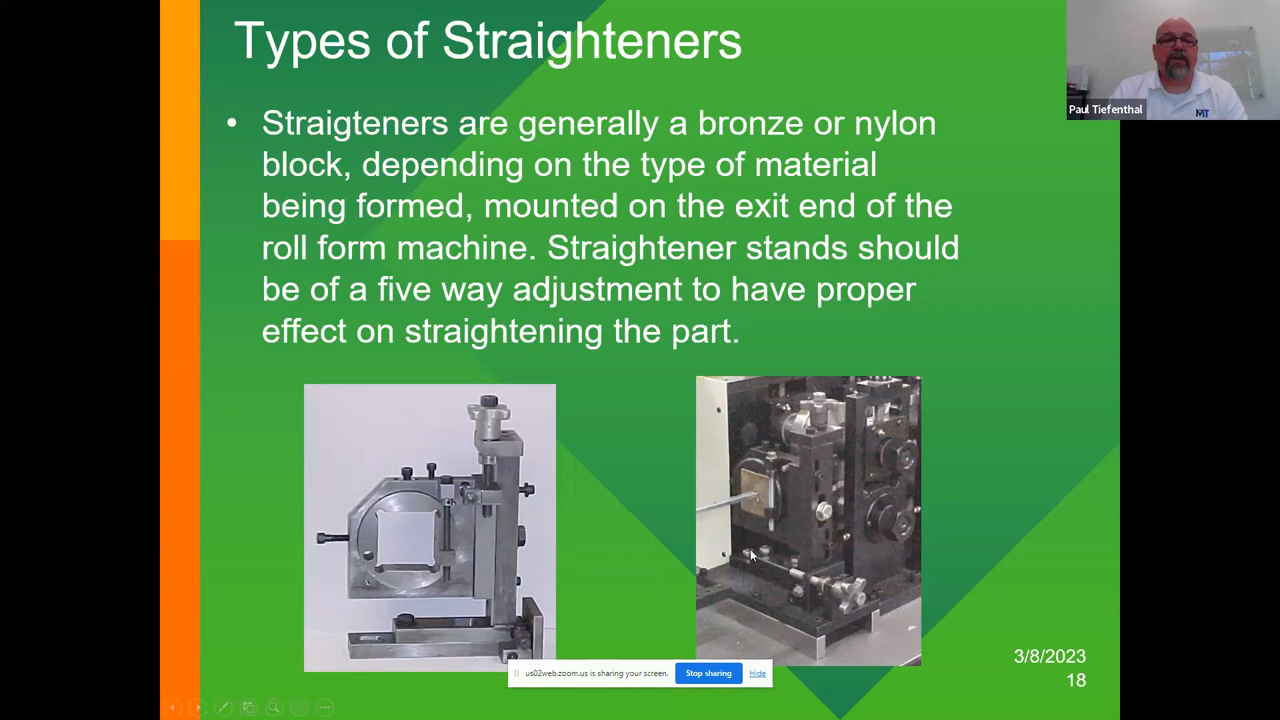 Types of Straighteners
Paul Tiefenthal
MT
• Straigteners are generally a bronze or nylon
block, depending on the type of material
being formed, mounted on the exit end of the
roll form machine. Straightener stands should
be of a five way adjustment to have proper
effect on straightening the part.
3/8/2023
18
us02web.zoom.us is sharing your screen.
Stop sharing
Hide